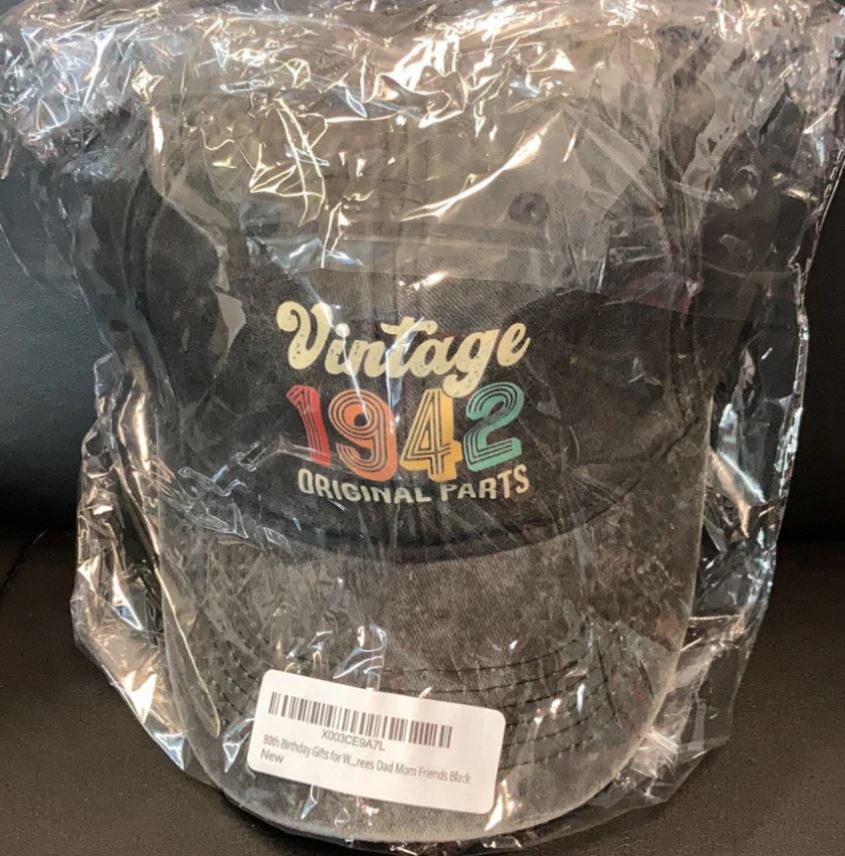 Vintage
1942
ORIGINAL PARTS
X003CE9A7L
80th Birthday Gifts for W...rees Dad Mom Friends Black
New